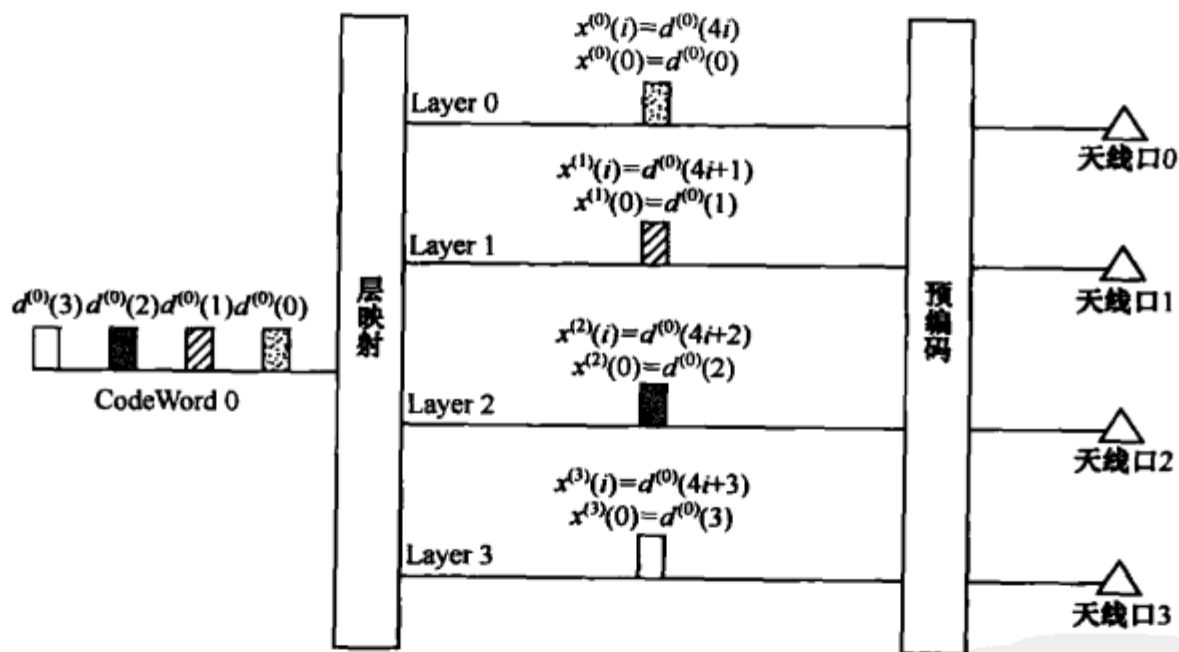 x⁽⁰⁾(i)=d⁽⁰⁾(4i)
x⁽⁰⁾(0)=d⁽⁰⁾(0)
Layer 0
天线口0
x⁽¹⁾(i)=d⁽⁰⁾(4i+1)
x⁽¹⁾(0)=d⁽⁰⁾(1)
Layer 1
天线口1
d⁽⁰⁾(3) d⁽⁰⁾(2) d⁽⁰⁾(1) d⁽⁰⁾(0)
CodeWord 0
层映射
预编码
x⁽²⁾(i)=d⁽⁰⁾(4i+2)
x⁽²⁾(0)=d⁽⁰⁾(2)
Layer 2
天线口2
x⁽³⁾(i)=d⁽⁰⁾(4i+3)
x⁽³⁾(0)=d⁽⁰⁾(3)
Layer 3
天线口3